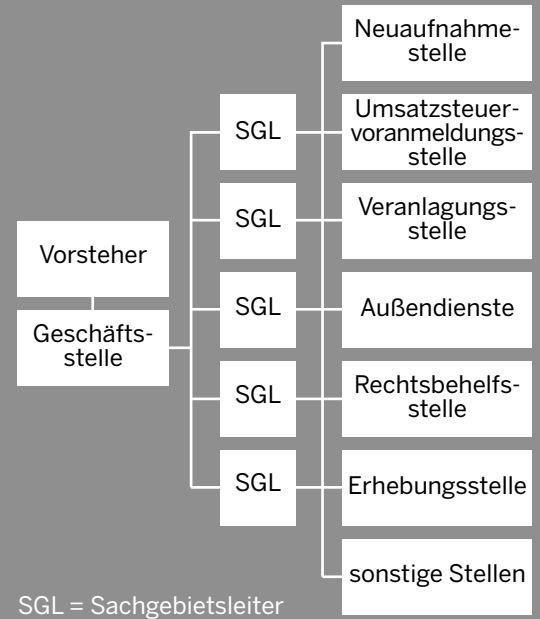 Vorsteher
Geschäfts-
stelle
SGL
SGL
SGL
SGL
SGL
Neuaufnahme-
stelle
Umsatzsteuer-
voranmeldungs-
stelle
Veranlagungs-
stelle
Außendienste
Rechtsbehelfs-
stelle
Erhebungsstelle
sonstige Stellen
SGL = Sachgebietsleiter